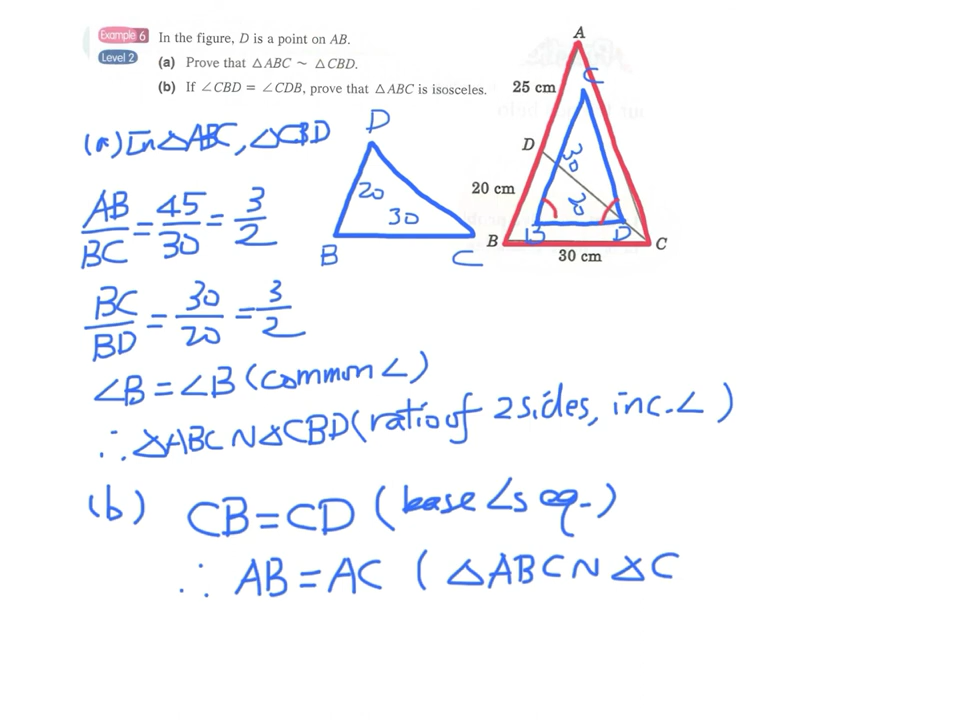 Example 6 In the figure, D is a point on AB.
Level 2 (a) Prove that △ABC ~ △CBD.
(b) If ∠CBD = ∠CDB, prove that △ABC is isosceles.
A
C
25 cm
D
30
20 cm
20
B
B
D
C
30 cm
D
20
30
B
C
(a) In △ABC, △CBD
AB/BC = 45/30 = 3/2
BC/BD = 30/20 = 3/2
∠B = ∠B (common ∠)
∴ △ABC ~ △CBD (ratio of 2 sides, inc. ∠)
(b) CB = CD (base ∠s eq.)
∴ AB = AC ( △ABC ~ △C